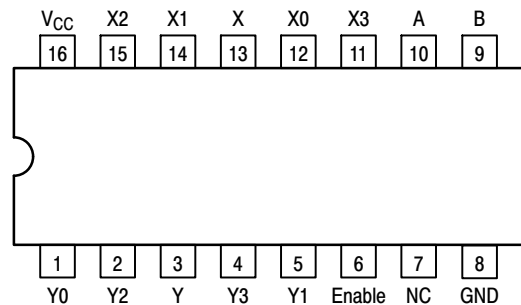 VCC X2 X1 X X0 X3 A B
16 15 14 13 12 11 10 9
1 2 3 4 5 6 7 8
Y0 Y2 Y Y3 Y1 Enable NC GND